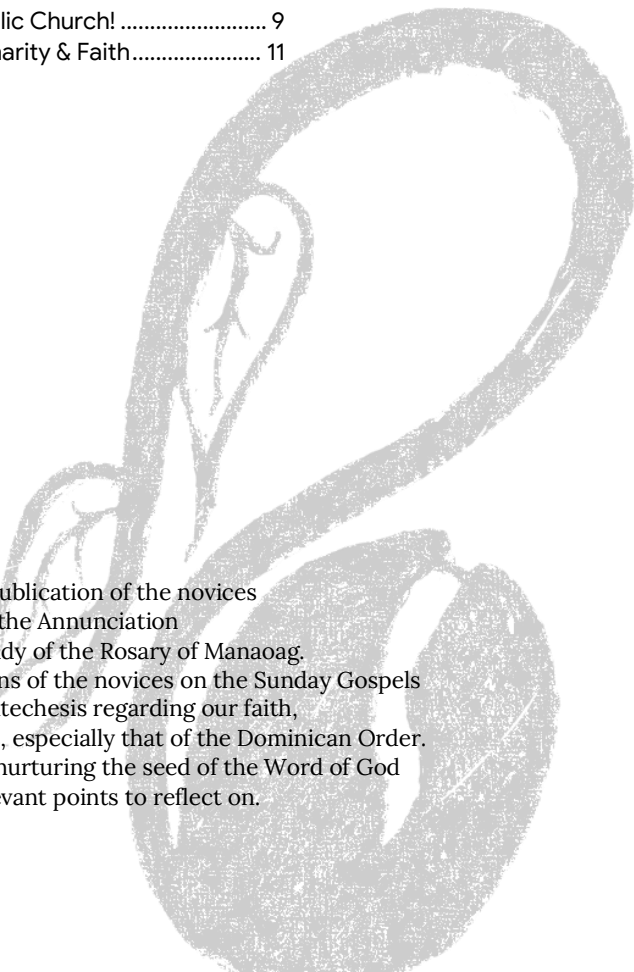 lic Church! ........................ 9
arity & Faith..................... 11
ublication of the novices
the Annunciation
dy of the Rosary of Manaoag.
ns of the novices on the Sunday Gospels
techesis regarding our faith,
, especially that of the Dominican Order.
nurturing the seed of the Word of God
evant points to reflect on.